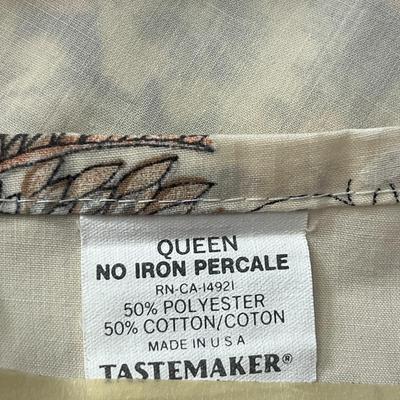 QUEEN
NO IRON PERCALE
RN-CA-14921
50% POLYESTER
50% COTTON/COTON
MADE IN U S A
TASTEMAKER®